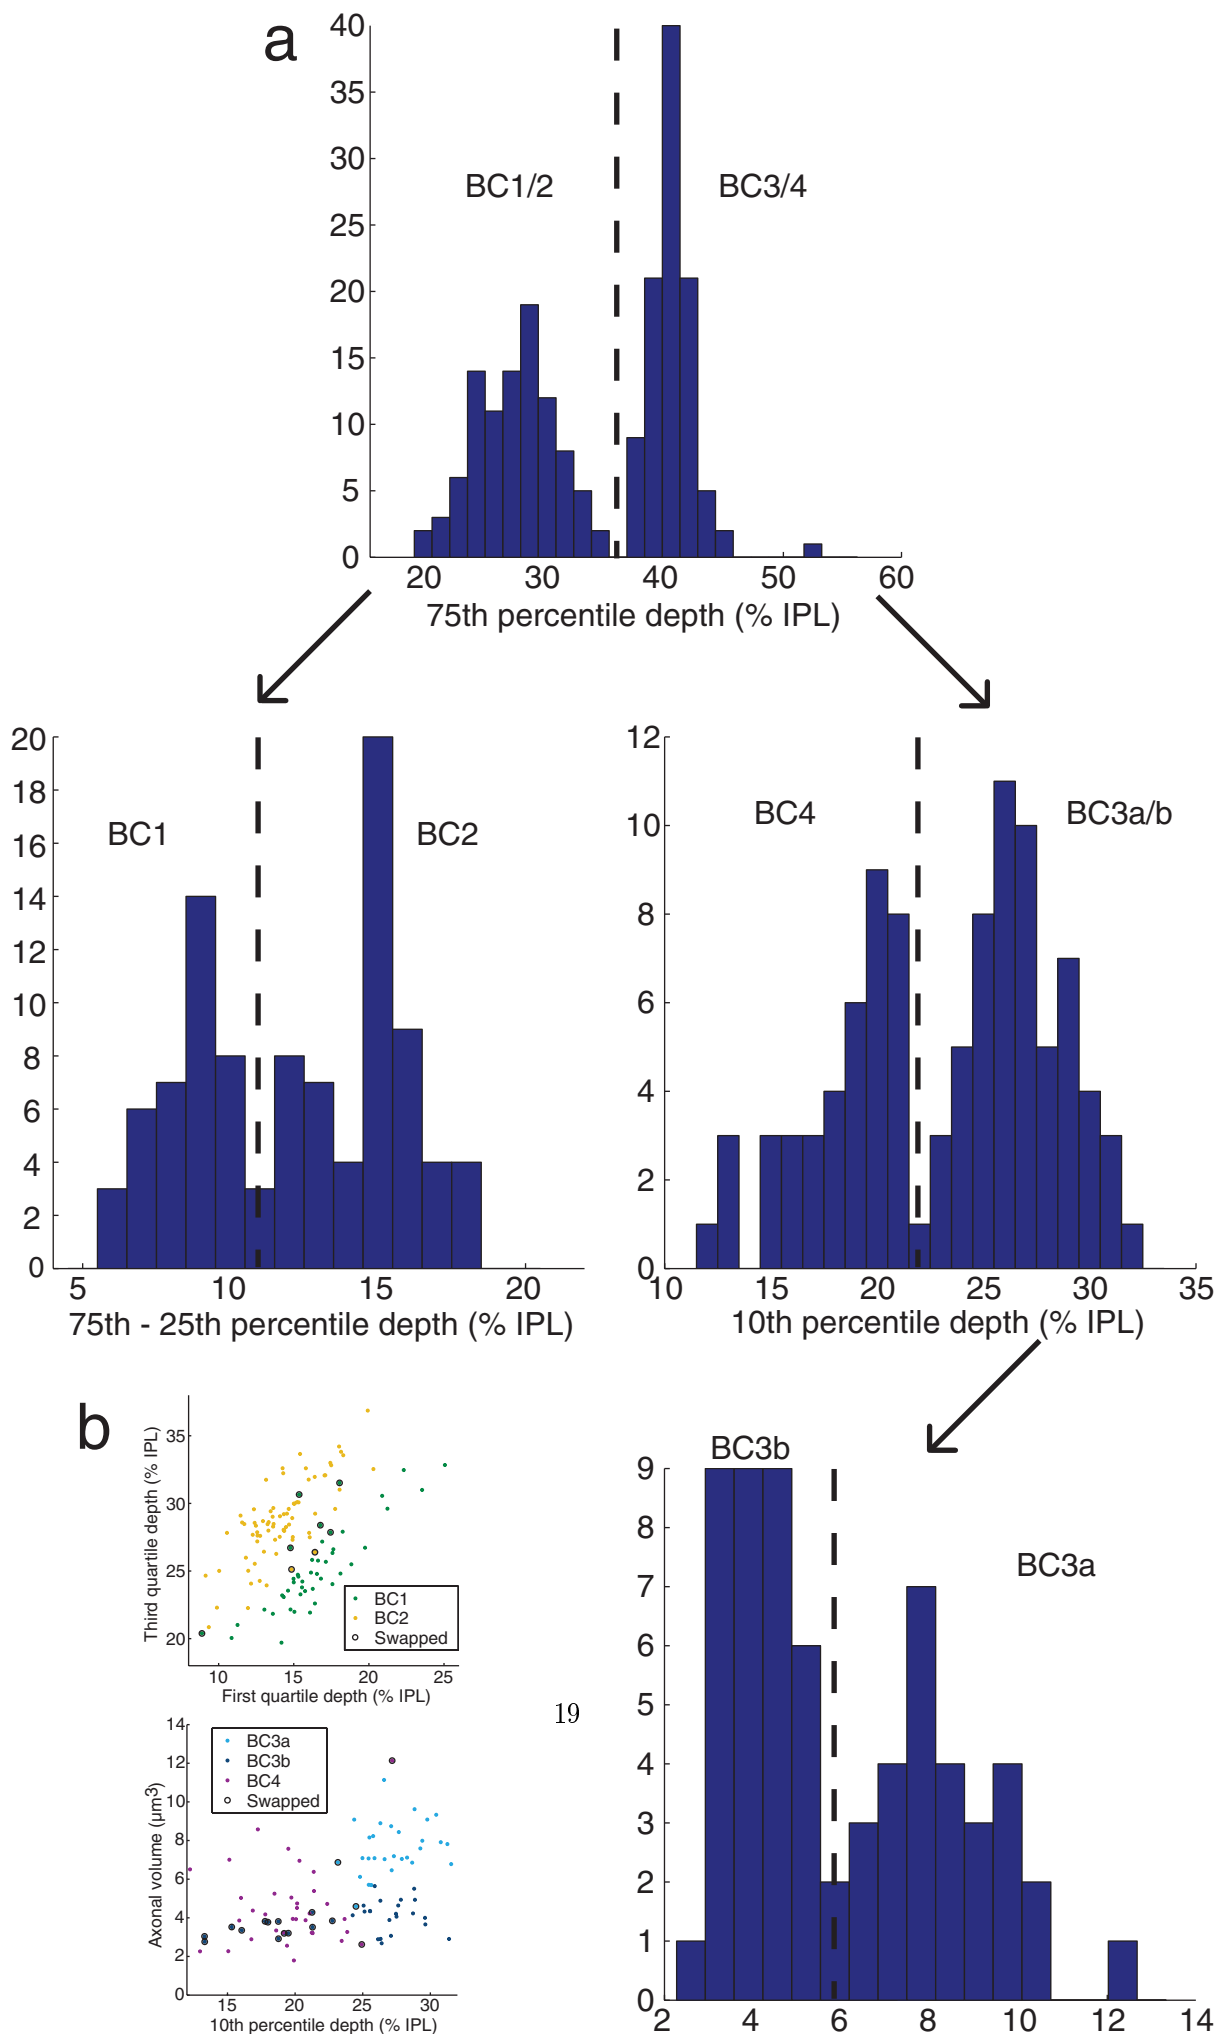 a
40
35
30
25
20
15
10
5
0
BC1/2
BC3/4
20 30 40 50 60
75th percentile depth (% IPL)
20
18
16
14
12
10
8
6
4
2
0
BC1
BC2
5 10 15 20
75th - 25th percentile depth (% IPL)
12
10
8
6
4
2
0
BC4
BC3a/b
10 15 20 25 30 35
10th percentile depth (% IPL)
b
Third quartile depth (% IPL)
35
30
25
20
BC1
BC2
Swapped
10 15 20 25
First quartile depth (% IPL)
Axonal volume (µm3)
14
12
10
8
6
4
2
0
BC3a
BC3b
BC4
Swapped
15 20 25 30
10th percentile depth (% IPL)
19
BC3b
BC3a
9
8
7
6
5
4
3
2
1
0
2 4 6 8 10 12 14